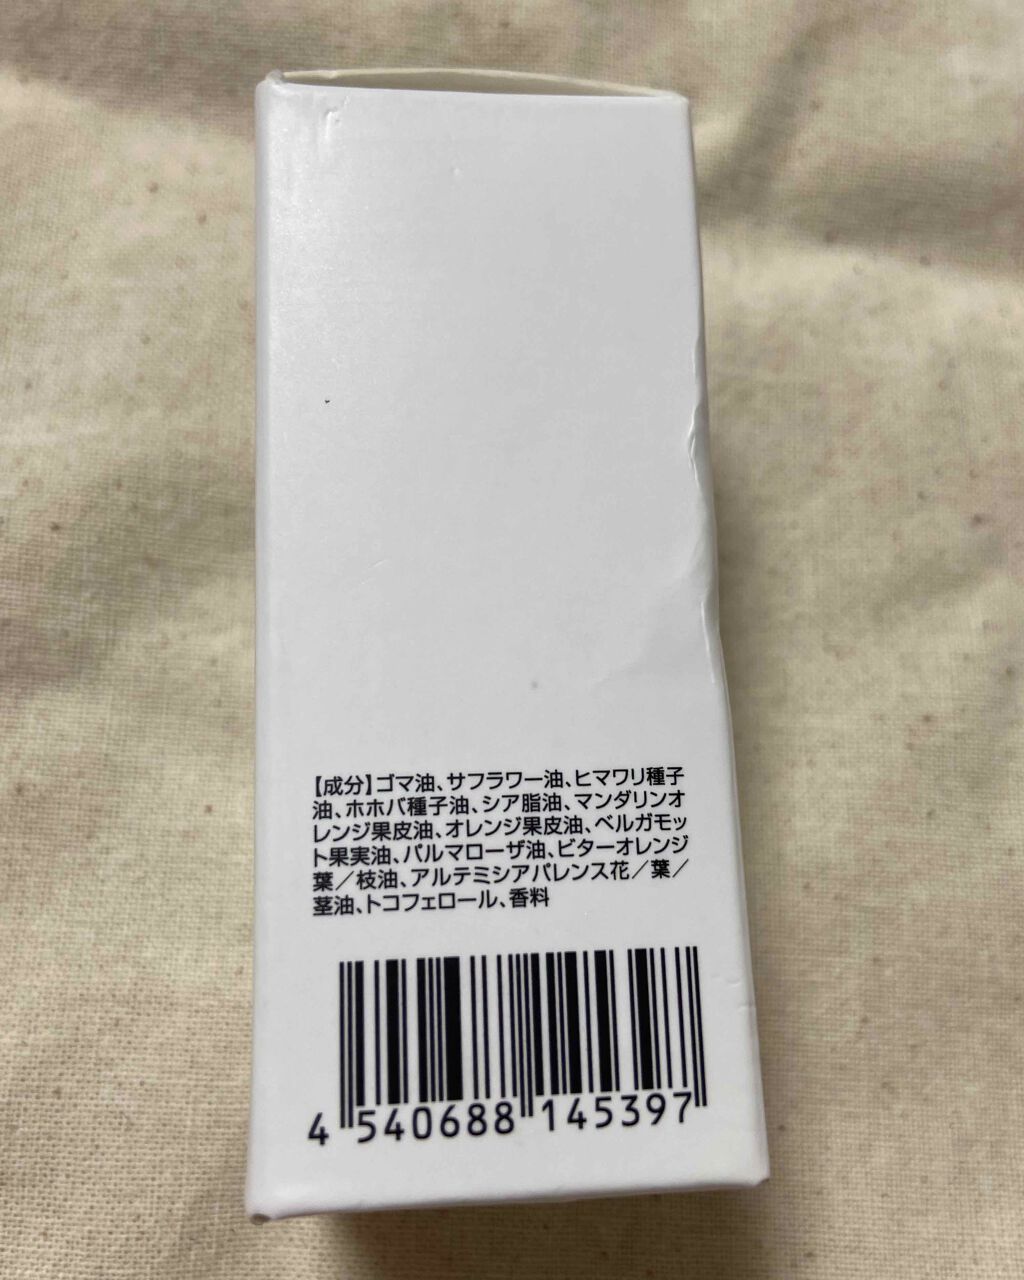 【成分】ゴマ油、サフラワー油、ヒマワリ種子
油、ホホバ種子油、シア脂油、マンダリンオ
レンジ果皮油、オレンジ果皮油、ベルガモッ
ト果実油、パルマローザ油、ビターオレンジ
葉／枝油、アルテミシアパレンス花／葉／
茎油、トコフェロール、香料
4 540688 145397